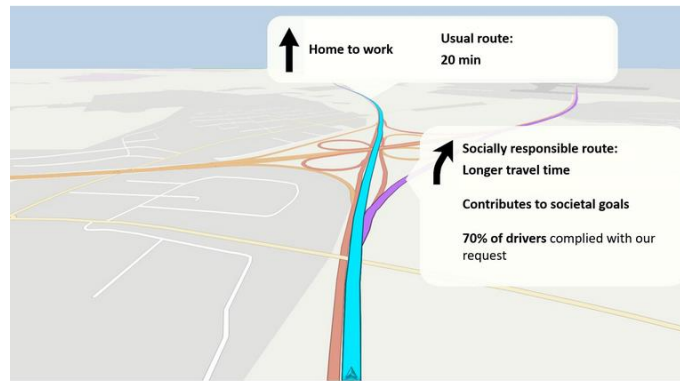 Home to work
Usual route:
20 min
Socially responsible route:
Longer travel time
Contributes to societal goals
70% of drivers complied with our
request